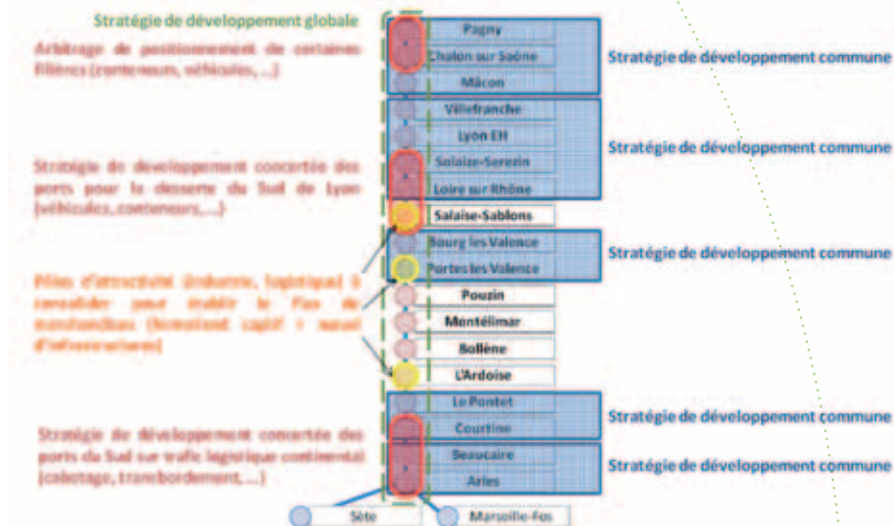 Stratégie de développement globale
Arbitrage de positionnement de certaines
filières (conteneurs, véhicules, ...)
Stratégie de développement concertée des
ports pour la desserte du Sud de Lyon
(véhicules, conteneurs, ...)
Pôles d'attractivité (industrie, logistique) à
consolider pour établir le flux de
marchandises (hinterland captif + nœud
d'infrastructures)
Stratégie de développement concertée des
ports du Sud sur trafic logistique continental
(cabotage, transbordement, ...)
Pagny
Chalon sur Saône
Mâcon
Villefranche
Lyon EH
Solaize-Serezin
Loire sur Rhône
Salaise-Sablons
Bourg les Valence
Portes les Valence
Pouzin
Montélimar
Bollène
L'Ardoise
Le Pontet
Courtine
Beaucaire
Arles
Sète
Marseille-Fos
Stratégie de développement commune
Stratégie de développement commune
Stratégie de développement commune
Stratégie de développement commune
Stratégie de développement commune